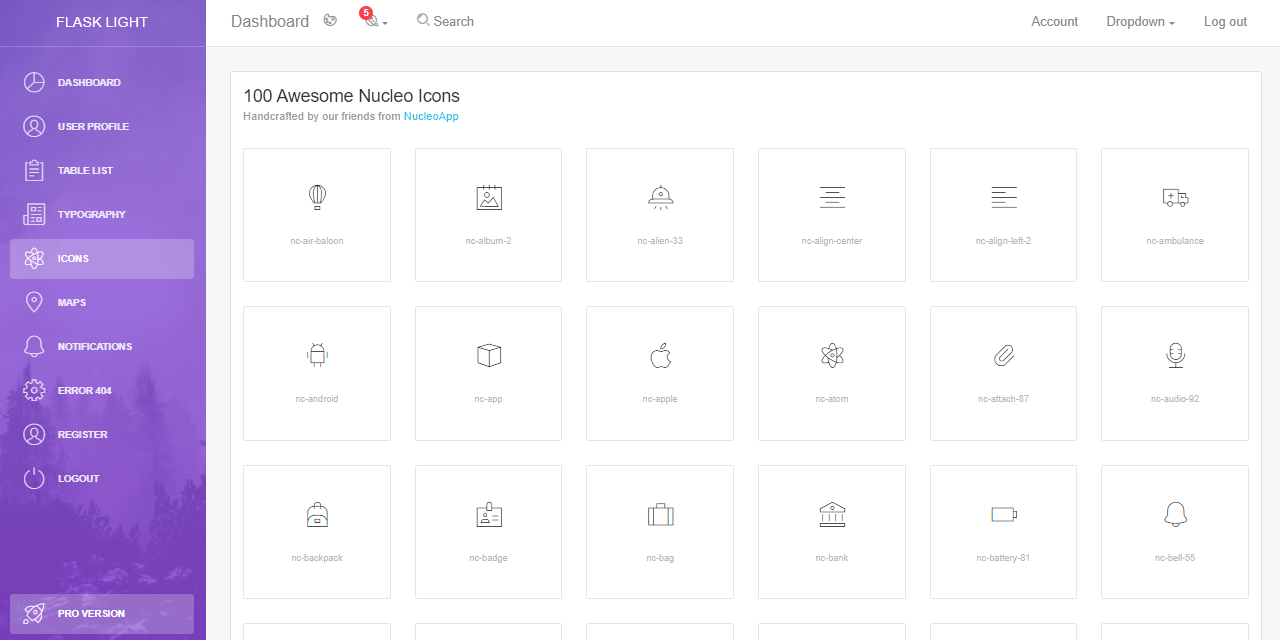 FLASK LIGHT
DASHBOARD
USER PROFILE
TABLE LIST
TYPOGRAPHY
ICONS
MAPS
NOTIFICATIONS
ERROR 404
REGISTER
LOGOUT
PRO VERSION
Dashboard 5 Search Account Dropdown Log out
100 Awesome Nucleo Icons
Handcrafted by our friends from NucleoApp
nc-air-baloon nc-album-2 nc-alien-33 nc-align-center nc-align-left-2 nc-ambulance
nc-android nc-app nc-apple nc-atom nc-attach-87 nc-audio-92
nc-backpack nc-badge nc-bag nc-bank nc-battery-81 nc-bell-55